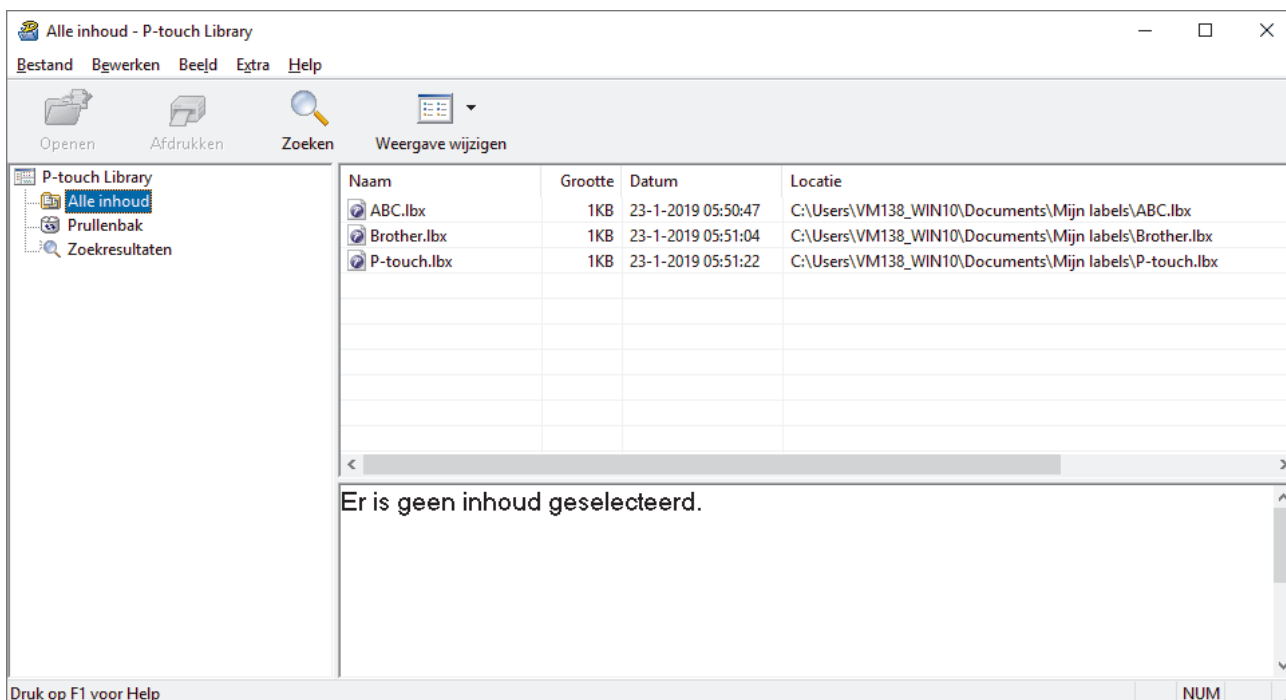 Alle inhoud - P-touch Library
Bestand Bewerken Beeld Extra Help
Openen Afdrukken Zoeken Weergave wijzigen
P-touch Library
Alle inhoud
Prullenbak
Zoekresultaten
Naam Grootte Datum Locatie
ABC.lbx 1KB 23-1-2019 05:50:47 C:\Users\VM138_WIN10\Documents\Mijn labels\ABC.lbx
Brother.lbx 1KB 23-1-2019 05:51:04 C:\Users\VM138_WIN10\Documents\Mijn labels\Brother.lbx
P-touch.lbx 1KB 23-1-2019 05:51:22 C:\Users\VM138_WIN10\Documents\Mijn labels\P-touch.lbx
Er is geen inhoud geselecteerd.
Druk op F1 voor Help NUM